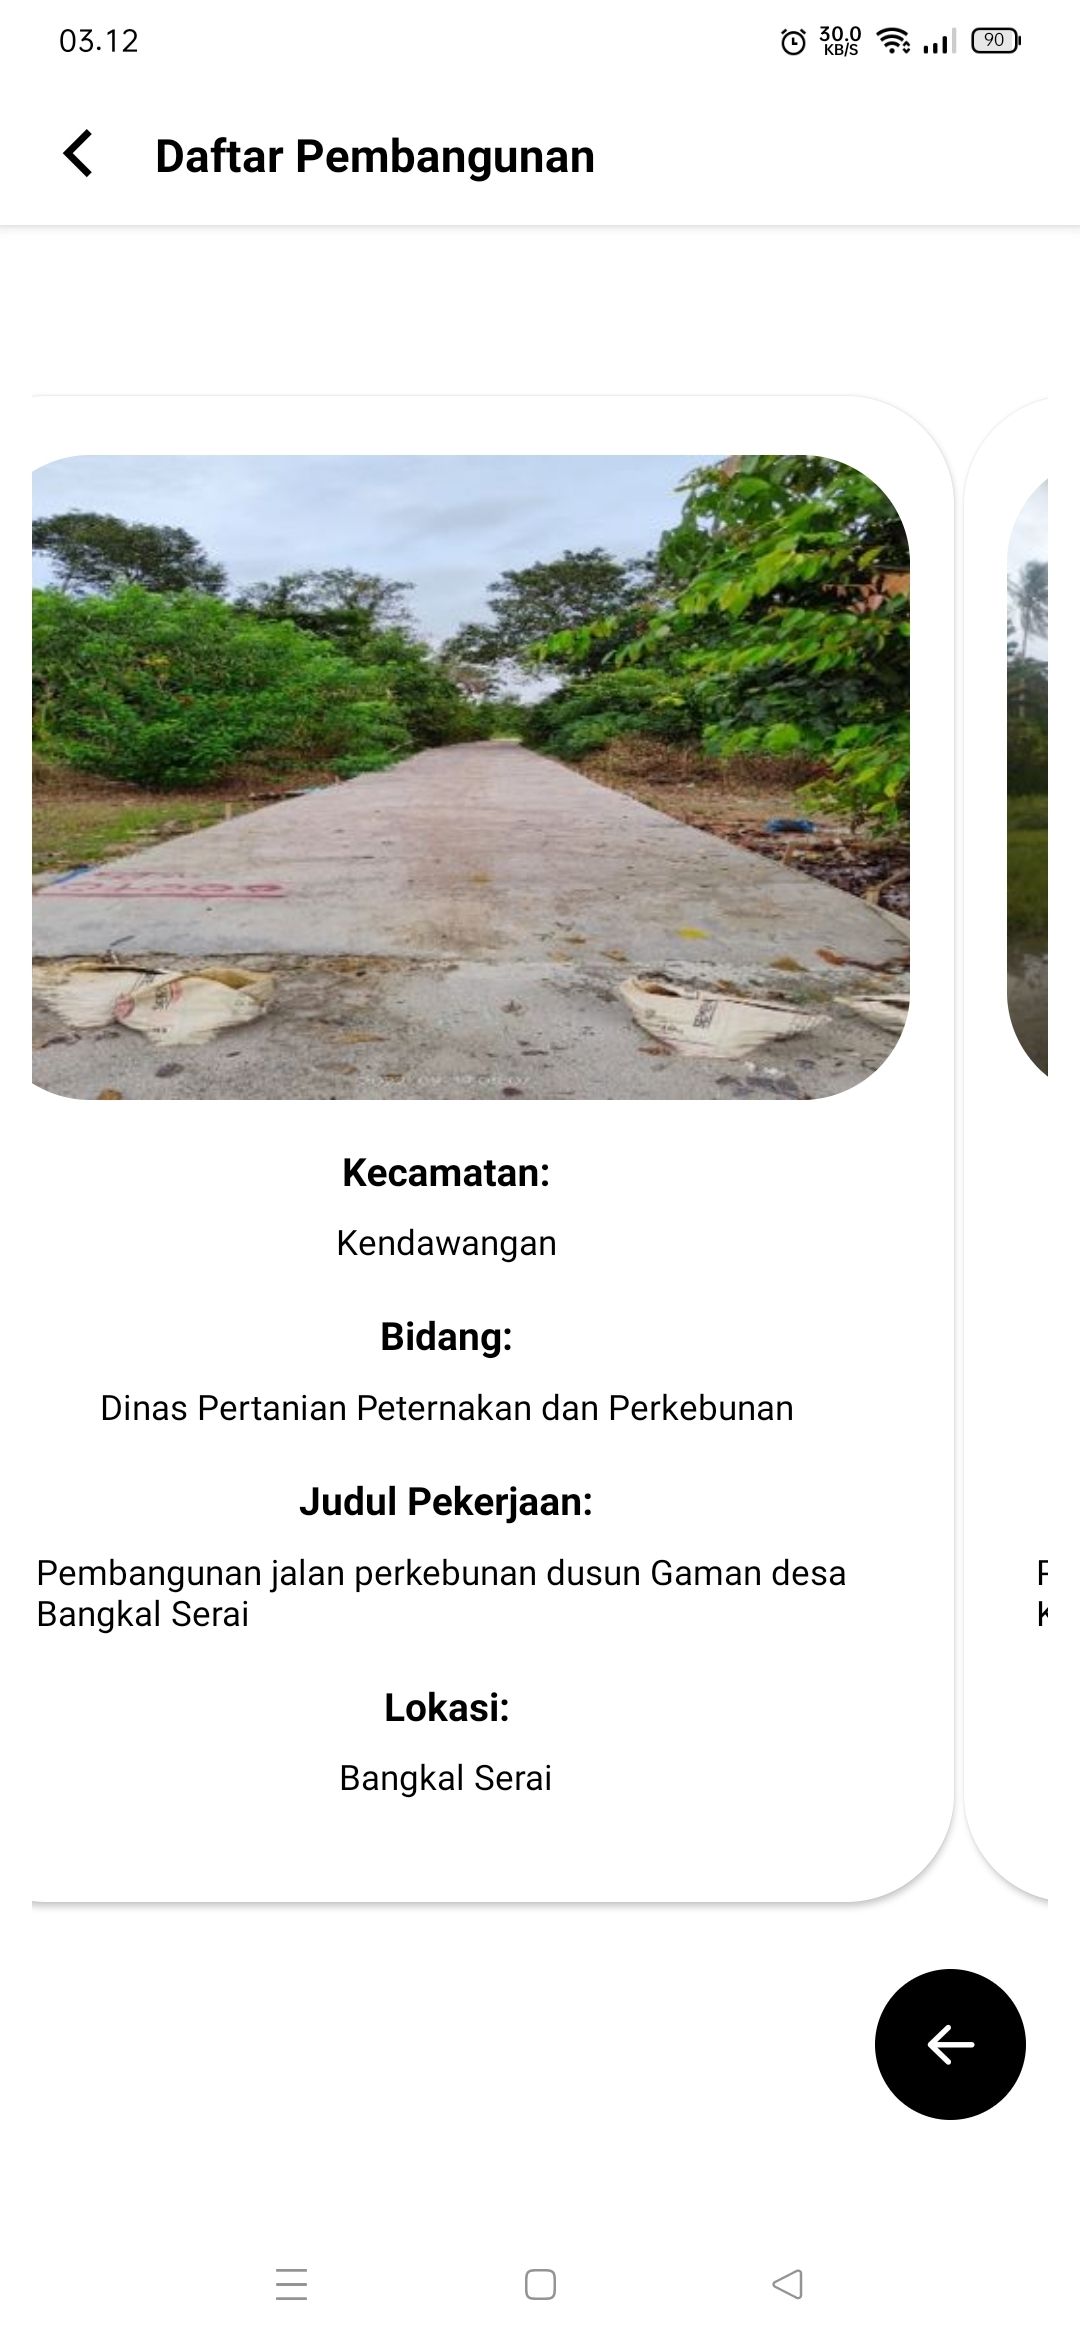 03.12
30.0
KB/S
90
Daftar Pembangunan
Kecamatan:
Kendawangan
Bidang:
Dinas Pertanian Peternakan dan Perkebunan
Judul Pekerjaan:
Pembangunan jalan perkebunan dusun Gaman desa
Bangkal Serai
Lokasi:
Bangkal Serai